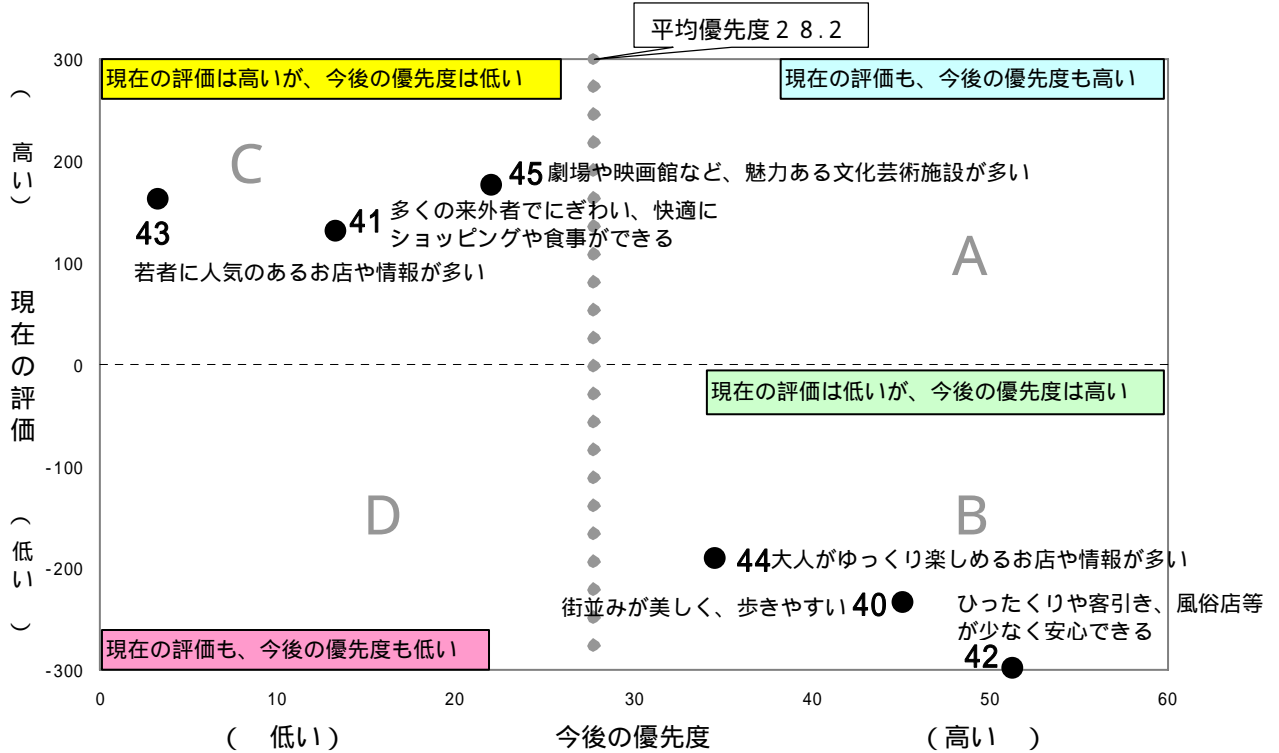 平均優先度２８.２
300
現在の評価は高いが、今後の優先度は低い
現在の評価も、今後の優先度も高い
（高い）
200
C
45 劇場や映画館など、魅力ある文化芸術施設が多い
43
41 多くの来外者でにぎわい、快適に
ショッピングや食事ができる
若者に人気のあるお店や情報が多い
100
A
現在の評価
0
現在の評価は低いが、今後の優先度は高い
-100
D
B
（低い）
-200
44 大人がゆっくり楽しめるお店や情報が多い
街並みが美しく、歩きやすい 40
ひったくりや客引き、風俗店等
が少なく安心できる
42
現在の評価も、今後の優先度も低い
-300
0 10 20 30 40 50 60
（ 低い） 今後の優先度 （高い ）